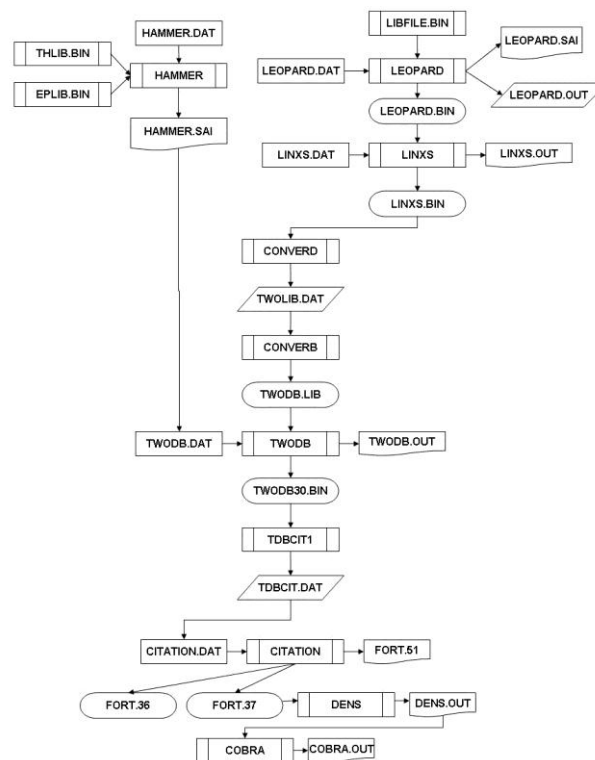 HAMMER.DAT
LIBFILE.BIN
THLIB.BIN
LEOPARD.SAI
HAMMER
LEOPARD.DAT
LEOPARD
EPLIB.BIN
LEOPARD.OUT
LEOPARD.BIN
HAMMER.SAI
LINXS.DAT
LINXS
LINXS.OUT
LINXS.BIN
CONVERD
TWOLIB.DAT
CONVERB
TWODB.LIB
TWODB.DAT
TWODB
TWODB.OUT
TWODB30.BIN
TDBCIT1
TDBCIT.DAT
CITATION.DAT
CITATION
FORT.51
FORT.36
FORT.37
DENS
DENS.OUT
COBRA
COBRA.OUT